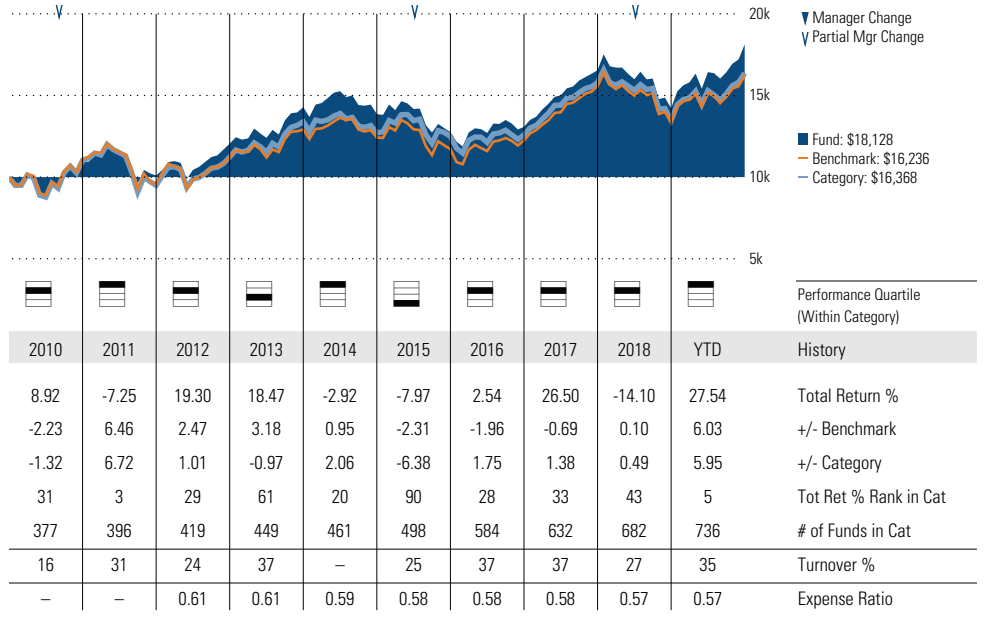 20k
15k
10k
5k
Manager Change
Partial Mgr Change
Fund: $18,128
Benchmark: $16,236
Category: $16,368
Performance Quartile
(Within Category)
2010 2011 2012 2013 2014 2015 2016 2017 2018 YTD History
8.92 -7.25 19.30 18.47 -2.92 -7.97 2.54 26.50 -14.10 27.54 Total Return %
-2.23 6.46 2.47 3.18 0.95 -2.31 -1.96 -0.69 0.10 6.03 +/- Benchmark
-1.32 6.72 1.01 -0.97 2.06 -6.38 1.75 1.38 0.49 5.95 +/- Category
31 3 29 61 20 90 28 33 43 5 Tot Ret % Rank in Cat
377 396 419 449 461 498 584 632 682 736 # of Funds in Cat
16 31 24 37 – 25 37 37 27 35 Turnover %
– – 0.61 0.61 0.59 0.58 0.58 0.58 0.57 0.57 Expense Ratio